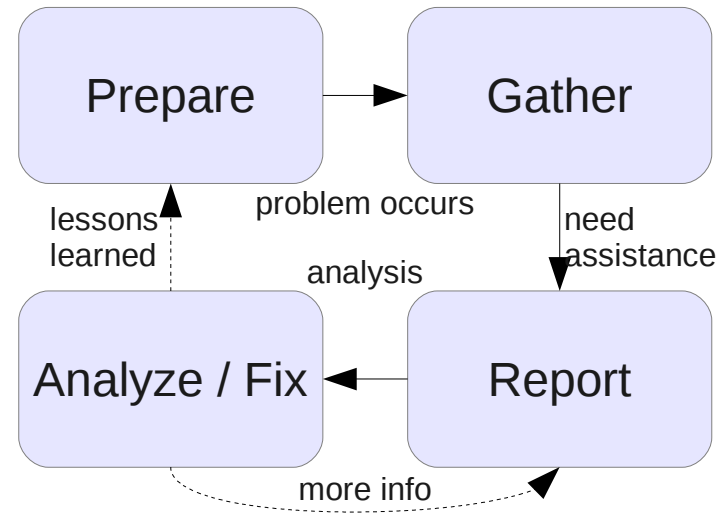 Prepare
Gather
problem occurs
lessons
learned
need
assistance
analysis
Analyze / Fix
Report
more info